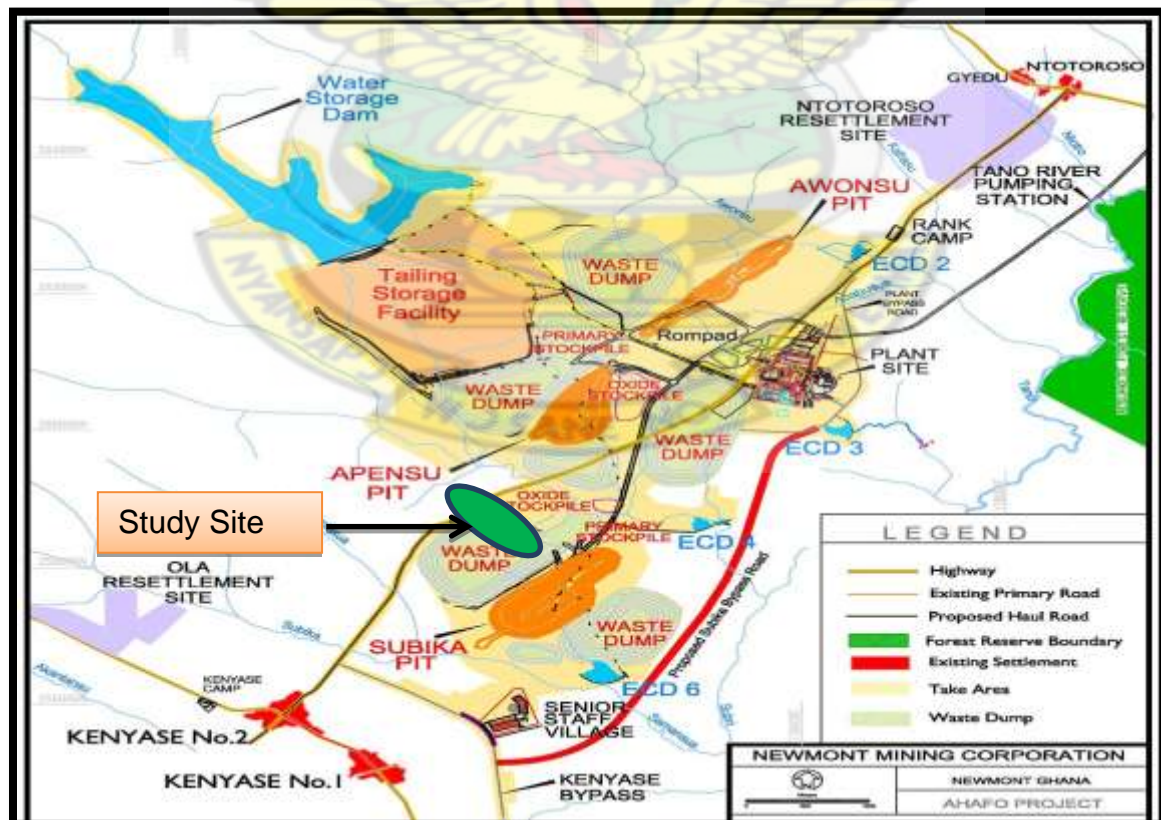 Water
Storage
Dam
GYEDU
NTOTOROSO
NTOTOROSO
RESETTLEMENT
SITE
TANO RIVER
PUMPING
STATION
AWONSU
PIT
RANK
CAMP
ECD 2
PLANT
BYPASS
ROAD
WASTE
DUMP
Tailing
Storage
Facility
PRIMARY
STOCKPILE
Rompad
PLANT
SITE
WASTE
DUMP
OXIDE
STOCKPILE
WASTE
DUMP
ECD 3
Tano
APENSU
PIT
OXIDE
STOCKPILE
Study Site
PRIMARY
STOCKPILE
ECD 4
WASTE
DUMP
OLA
RESETTLEMENT
SITE
Subika
SUBIKA
PIT
WASTE
DUMP
Proposed Subika Bypass Road
ECD 6
KENYASE
CAMP
SENIOR
STAFF
VILLAGE
KENYASE No.2
KENYASE No.1
KENYASE
BYPASS
LEGEND
Highway
Existing Primary Road
Proposed Haul Road
Forest Reserve Boundary
Existing Settlement
Take Area
Waste Dump
NEWMONT MINING CORPORATION
NEWMONT GHANA
AHAFO PROJECT